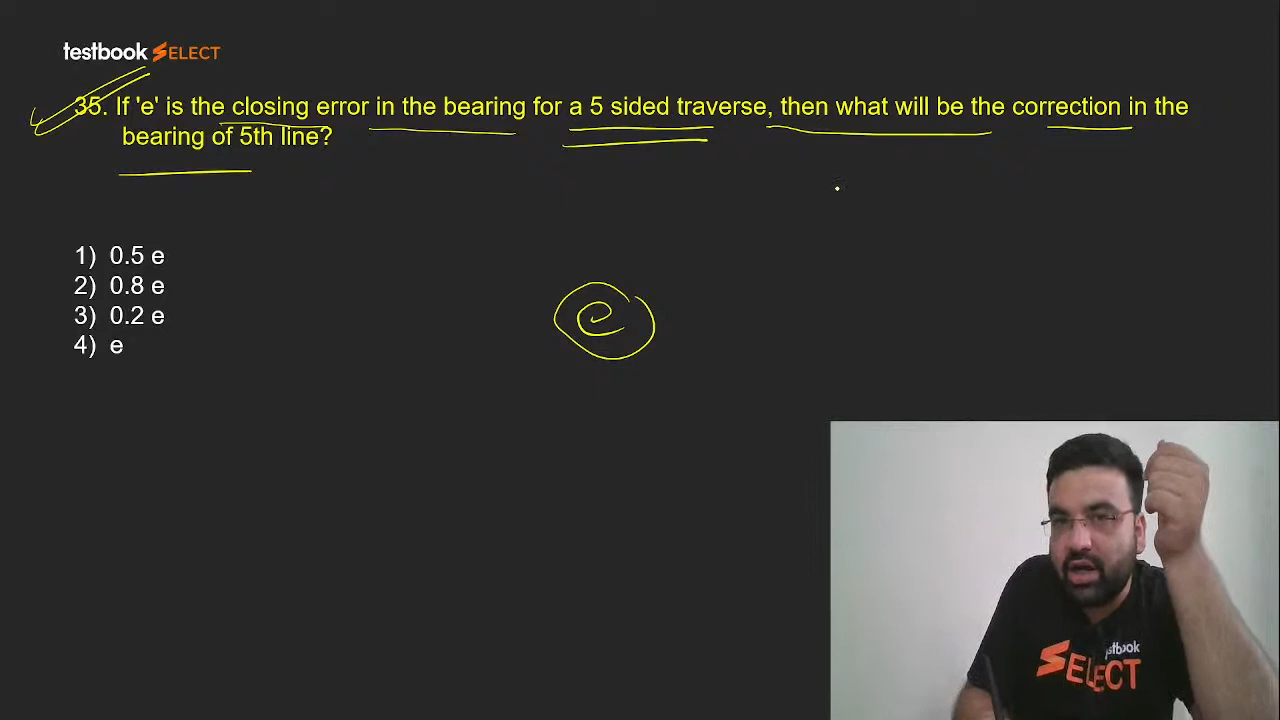 testbook SELECT
35. If 'e' is the closing error in the bearing for a 5 sided traverse, then what will be the correction in the
bearing of 5th line?
1) 0.5 e
2) 0.8 e
3) 0.2 e
4) e
e
testbook
SELECT